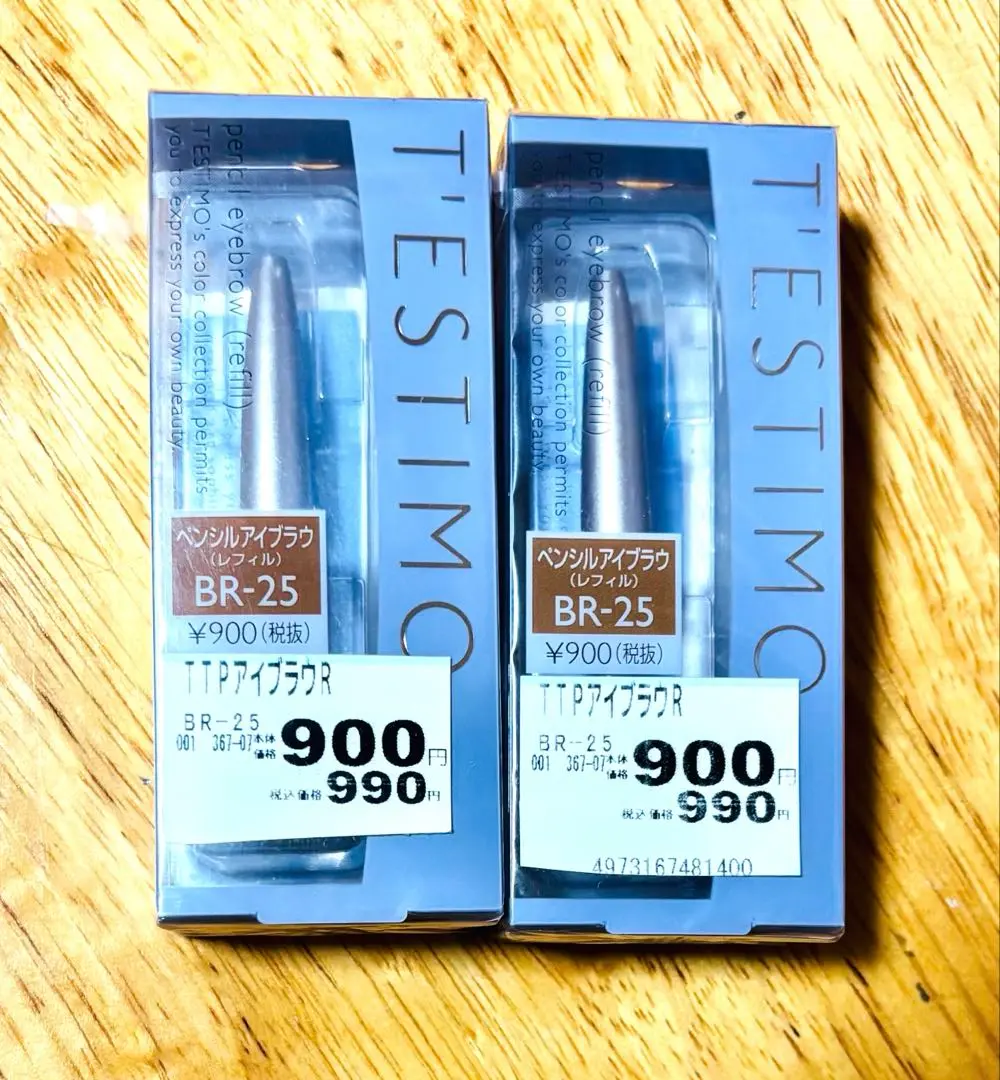 T'ESTIMO
pencil eyebrow (refill)
T'ESTIMO's color collection permits
you to express your own beauty.
ペンシルアイブラウ
(レフィル)
BR-25
¥900(税抜)
TTPアイブラウR
BR-25
001 367-07 本体価格 900円
税込価格 990円
T'ESTIMO
pencil eyebrow (refill)
T'ESTIMO's color collection permits
you to express your own beauty.
ペンシルアイブラウ
(レフィル)
BR-25
¥900(税抜)
TTPアイブラウR
BR-25
001 367-07 本体価格 900円
税込価格 990円
4973167481400